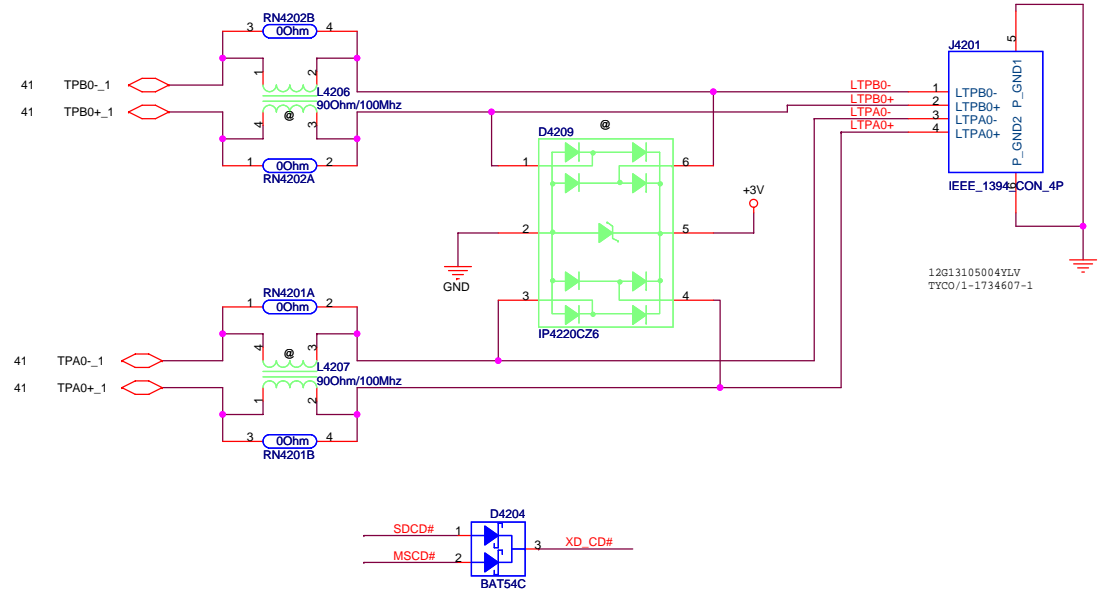 RN4202B
3 0Ohm 4
41 TPB0-_1
1 2
L4206
90Ohm/100Mhz
@
41 TPB0+_1
4 3
1 0Ohm 2
RN4202A
D4209
@
1 6
2 5
3 4
IP4220CZ6
GND
+3V
J4201
5
LTPB0- 1 LTPB0-
LTPB0+ 2 LTPB0+
LTPA0- 3 LTPA0-
LTPA0+ 4 LTPA0+
P_GND1
P_GND2
6
IEEE_1394_CON_4P
12G13105004YLV
TYCO/1-1734607-1
RN4201A
1 0Ohm 2
4 3
@
L4207
90Ohm/100Mhz
41 TPA0-_1
41 TPA0+_1
1 2
3 0Ohm 4
RN4201B
D4204
SDCD# 1
MSCD# 2
3 XD_CD#
BAT54C